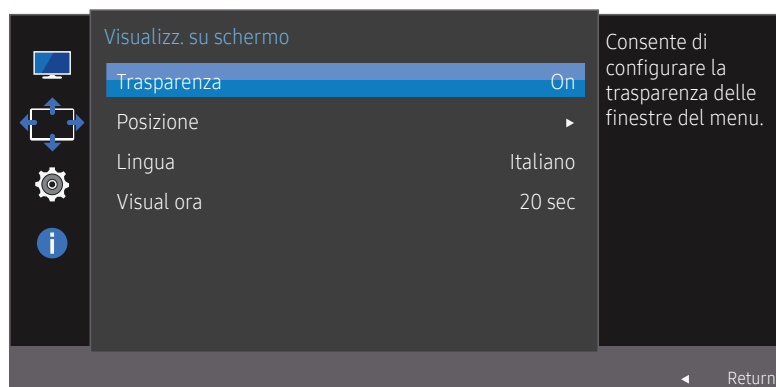 Visualizz. su schermo
Trasparenza On
Posizione ►
Lingua Italiano
Visual ora 20 sec
Consente di
configurare la
trasparenza delle
finestre del menu.
◄ Return